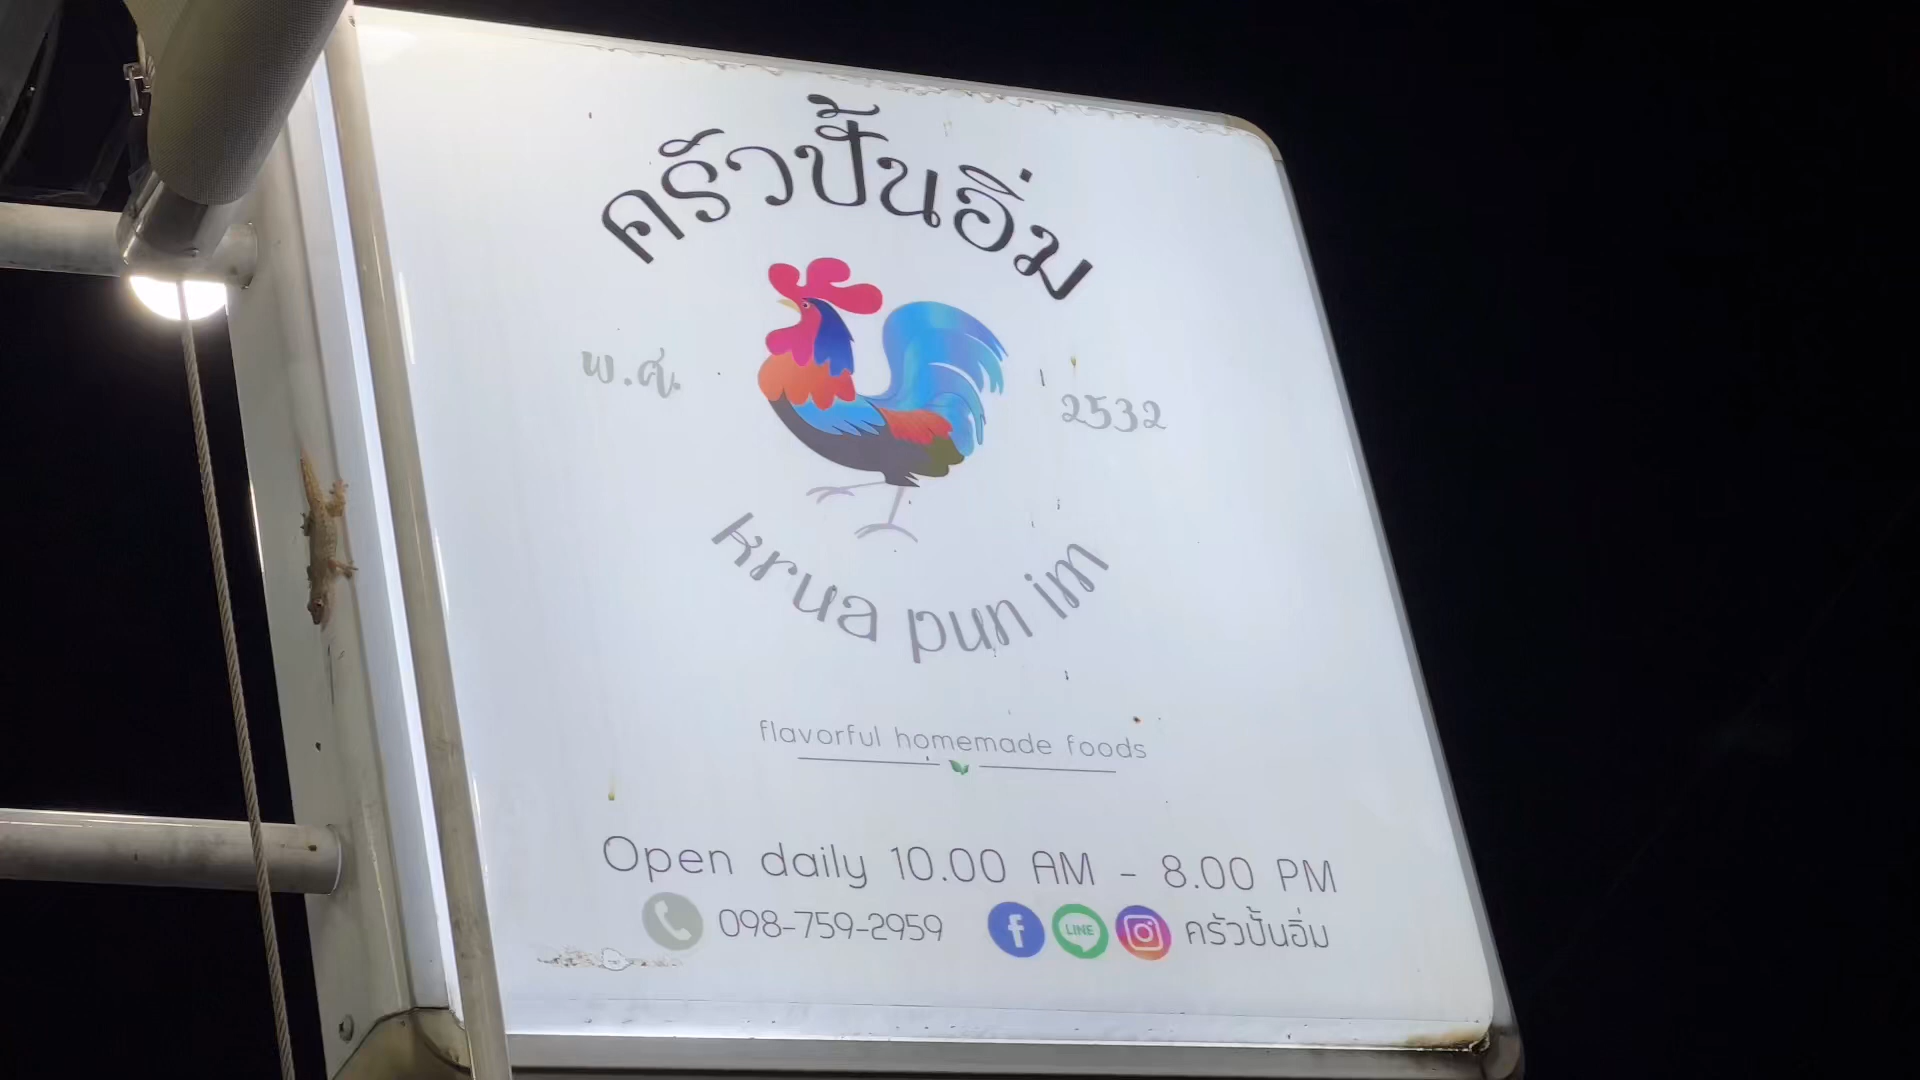 ครัวปั้นอิ่ม
พ.ศ. 2532
krua pun im
flavorful homemade foods
Open daily 10.00 AM - 8.00 PM
098-759-2959 f LINE ครัวปั้นอิ่ม